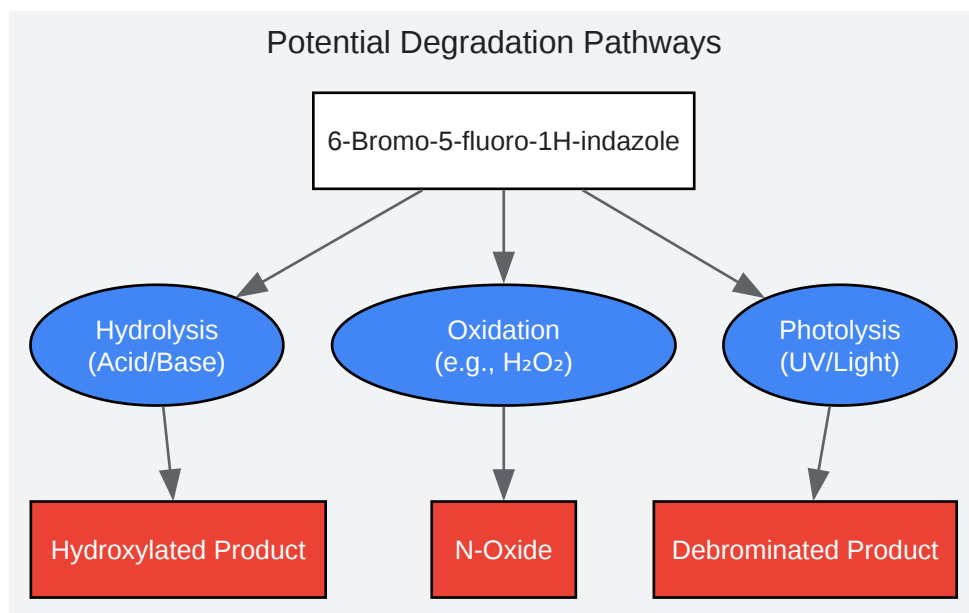 Potential Degradation Pathways
6-Bromo-5-fluoro-1H-indazole
Hydrolysis
(Acid/Base)
Oxidation
(e.g., H₂O₂)
Photolysis
(UV/Light)
Hydroxylated Product
N-Oxide
Debrominated Product